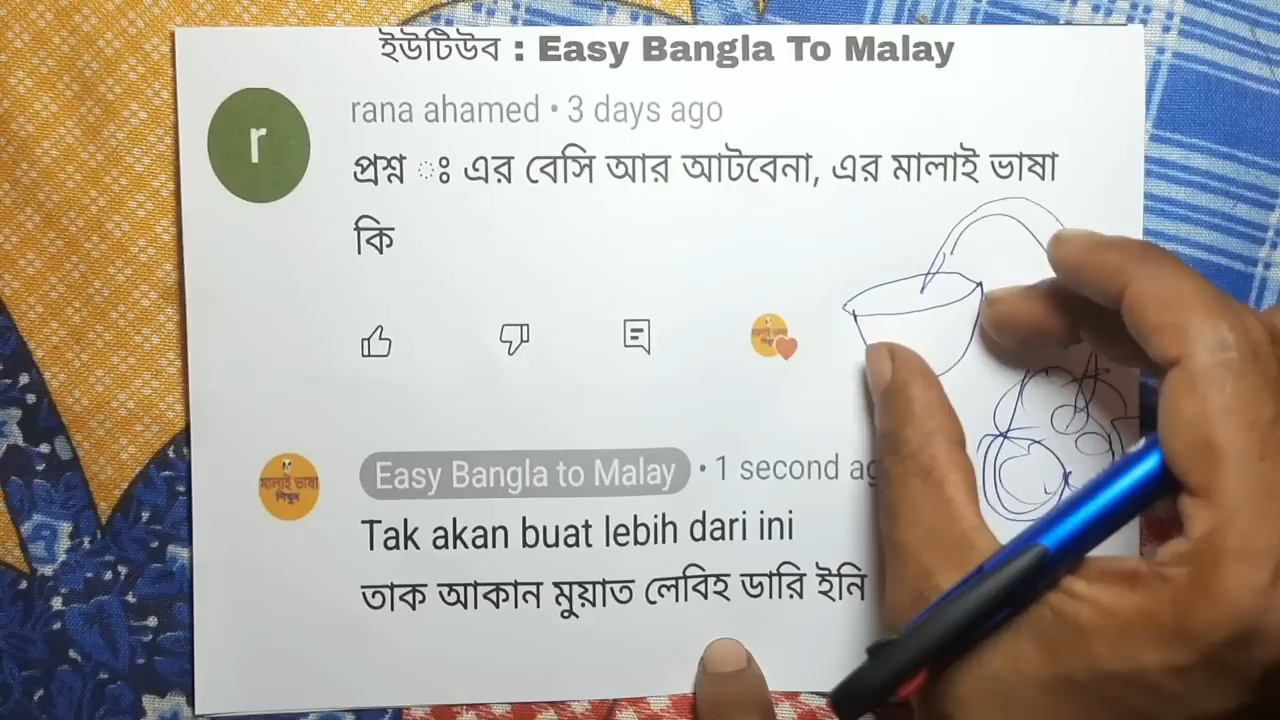 ইউটিউব : Easy Bangla To Malay
r
rana ahamed • 3 days ago
প্রশ্ন ঃ এর বেসি আর আটবেনা, এর মালাই ভাষা
কি
মালাই ভাষা
শিখুন
Easy Bangla to Malay • 1 second ag
Tak akan buat lebih dari ini
তাক আকান মুয়াত লেবিহ ডারি ইনি